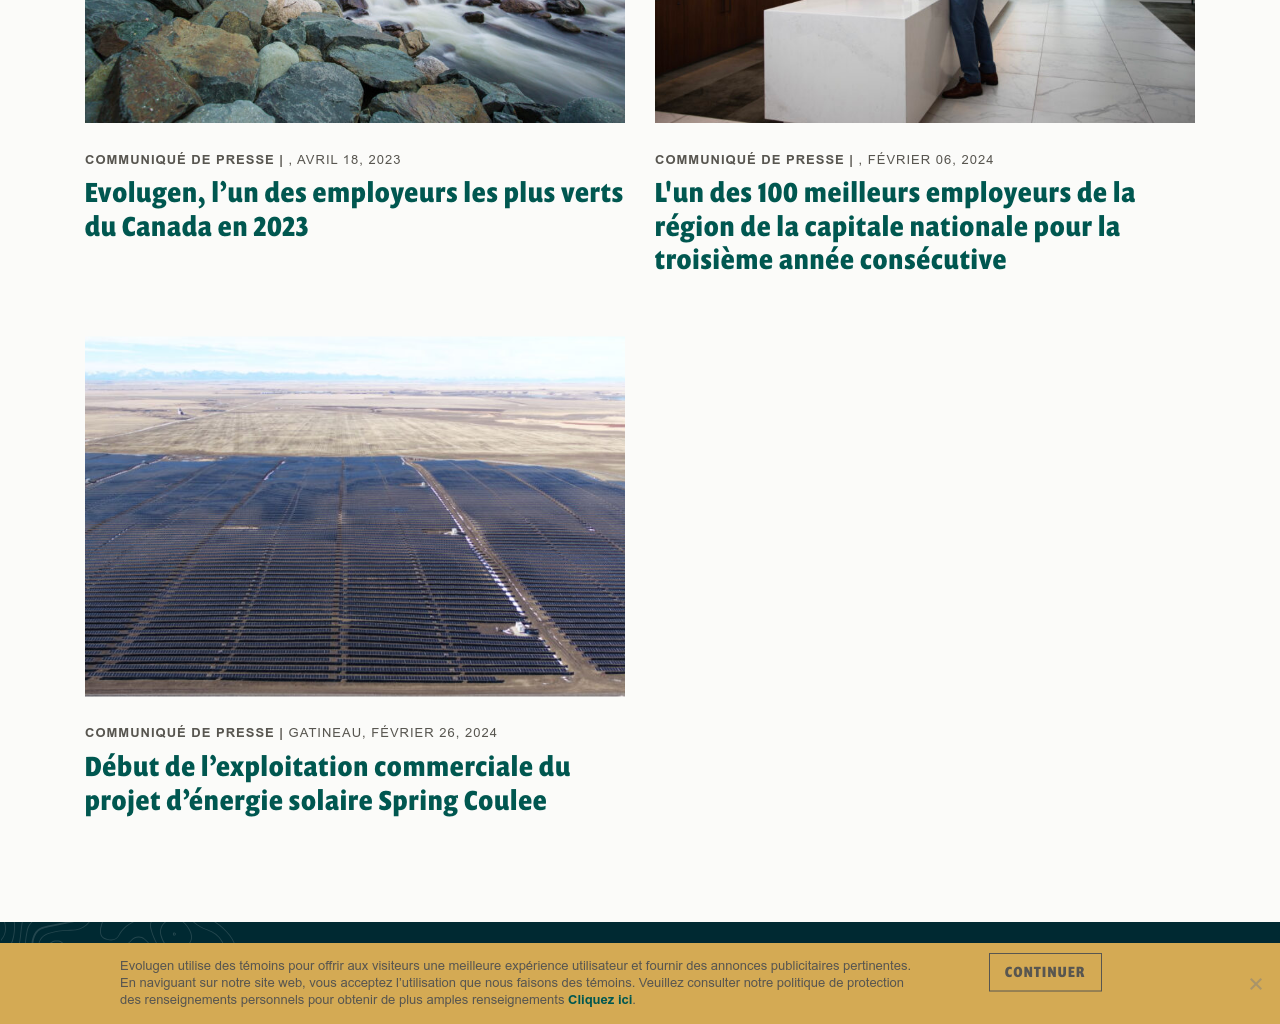 COMMUNIQUÉ DE PRESSE | , AVRIL 18, 2023
Evolugen, l’un des employeurs les plus verts
du Canada en 2023
COMMUNIQUÉ DE PRESSE | , FÉVRIER 06, 2024
L'un des 100 meilleurs employeurs de la
région de la capitale nationale pour la
troisième année consécutive
COMMUNIQUÉ DE PRESSE | GATINEAU, FÉVRIER 26, 2024
Début de l’exploitation commerciale du
projet d’énergie solaire Spring Coulee
Evolugen utilise des témoins pour offrir aux visiteurs une meilleure expérience utilisateur et fournir des annonces publicitaires pertinentes.
En naviguant sur notre site web, vous acceptez l’utilisation que nous faisons des témoins. Veuillez consulter notre politique de protection
des renseignements personnels pour obtenir de plus amples renseignements Cliquez ici.
CONTINUER